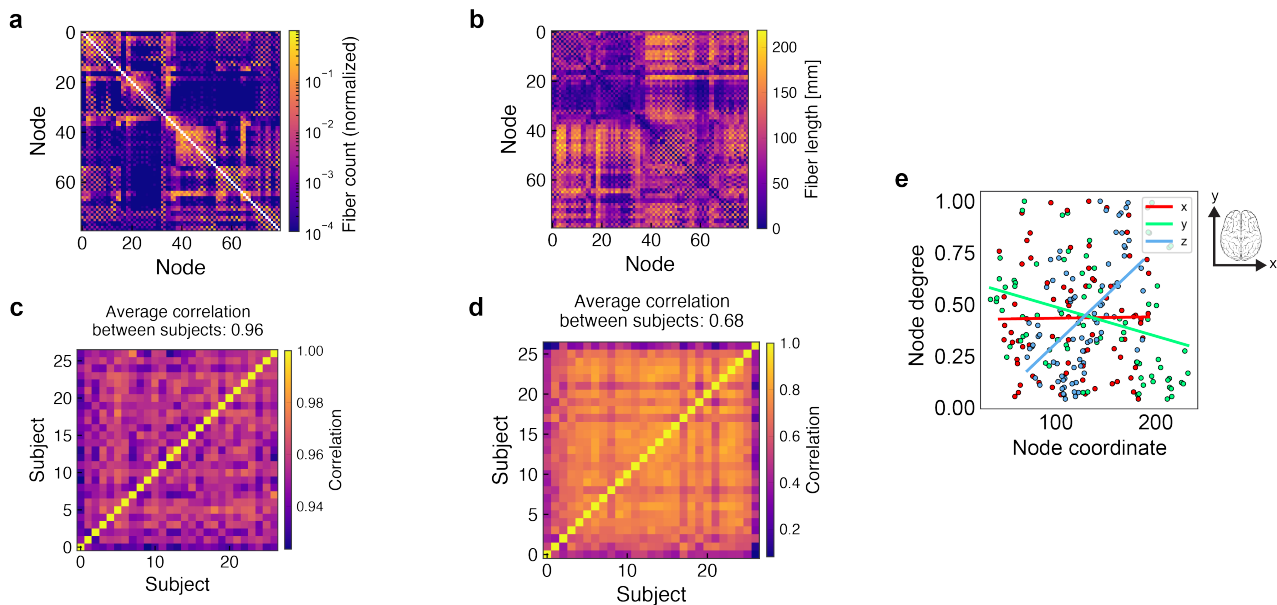 a
0
20
40
60
Node
0 20 40 60
Node
10⁻¹
10⁻²
10⁻³
10⁻⁴
Fiber count (normalized)
b
0
20
40
60
Node
0 20 40 60
Node
200
150
100
50
0
Fiber length [mm]
c
Average correlation
between subjects: 0.96
25
20
15
10
5
0
Subject
0 10 20
Subject
1.00
0.98
0.96
0.94
Correlation
d
Average correlation
between subjects: 0.68
25
20
15
10
5
0
Subject
0 10 20
Subject
1.0
0.8
0.6
0.4
0.2
Correlation
e
1.00
0.75
0.50
0.25
0.00
Node degree
100 200
Node coordinate
x
y
z
y
x